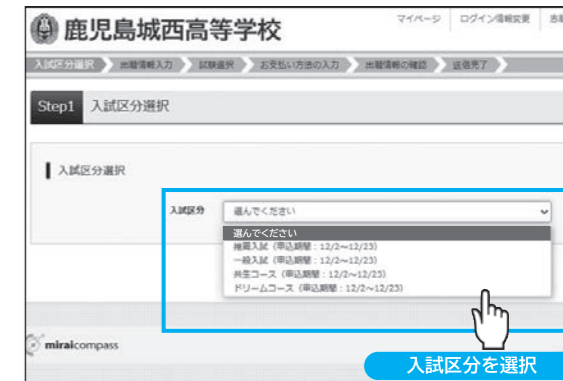 鹿児島城西高等学校
マイページ ログイン情報変更
入試区分選択 出願情報入力 試験選択 お支払い方法の入力 出願情報の確認 送信完了
Step1 入試区分選択
入試区分選択
入試区分 選んでください
選んでください
推薦入試（申込期間：12/2～12/23）
一般入試（申込期間：12/2～12/23）
共生コース（申込期間：12/2～12/23）
ドリームコース（申込期間：12/2～12/23）
miraicompass
入試区分を選択